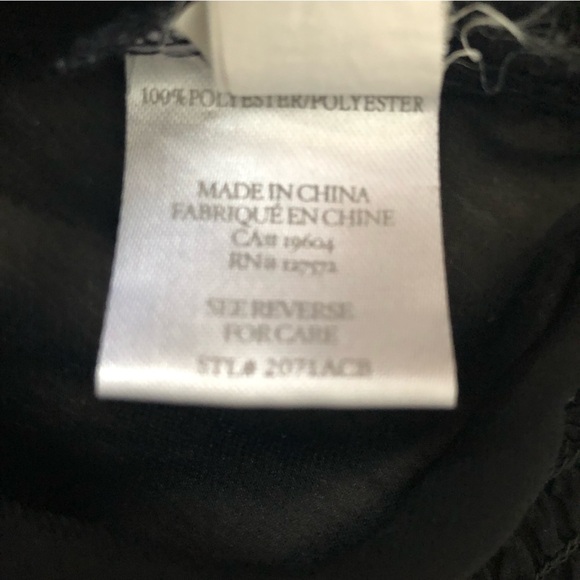 100% POLYESTER/POLYESTER
MADE IN CHINA
FABRIQUÉ EN CHINE
CA# 19604
RN# 127572
SEE REVERSE
FOR CARE
STL# 2071ACB